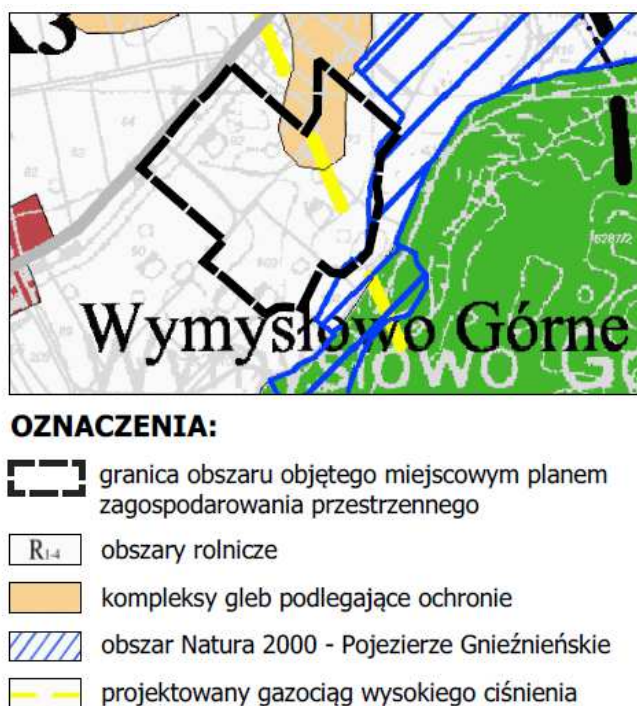 R3
Wymysłowo Górne
OZNACZENIA:
granica obszaru objętego miejscowym planem
zagospodarowania przestrzennego
R1-4 obszary rolnicze
kompleksy gleb podlegające ochronie
obszar Natura 2000 - Pojezierze Gnieźnieńskie
projektowany gazociąg wysokiego ciśnienia